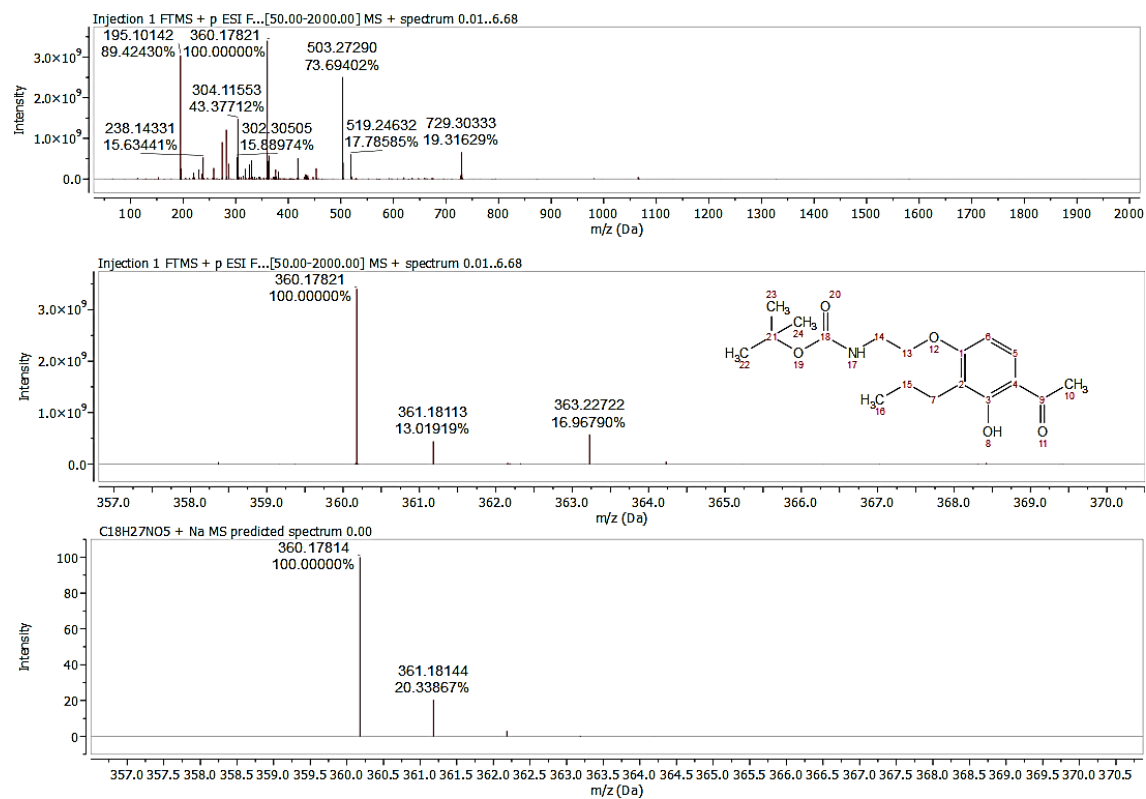 Injection 1 FTMS + p ESI F...[50.00-2000.00] MS + spectrum 0.01..6.68
195.10142
89.42430%
360.17821
100.00000%
503.27290
73.69402%
304.11553
43.37712%
238.14331
15.63441%
302.30505
15.88974%
519.24632
17.78585%
729.30333
19.31629%
Intensity
3.0×10⁹
2.0×10⁹
1.0×10⁹
0.0
100 200 300 400 500 600 700 800 900 1000 1100 1200 1300 1400 1500 1600 1700 1800 1900 2000
m/z (Da)
Injection 1 FTMS + p ESI F...[50.00-2000.00] MS + spectrum 0.01..6.68
360.17821
100.00000%
361.18113
13.01919%
363.22722
16.96790%
Intensity
3.0×10⁹
2.0×10⁹
1.0×10⁹
0.0
23 20
CH₃ O
CH₃ 24 18 14 O 6
21 12 5
H₃C O NH 13 1
22 19 17 15 2 4 CH₃
H₃C 7 3 9 10
16 OH O
8 11
357.0 358.0 359.0 360.0 361.0 362.0 363.0 364.0 365.0 366.0 367.0 368.0 369.0 370.0
m/z (Da)
C18H27NO5 + Na MS predicted spectrum 0.00
360.17814
100.00000%
361.18144
20.33867%
Intensity
100
80
60
40
20
0
357.0 357.5 358.0 358.5 359.0 359.5 360.0 360.5 361.0 361.5 362.0 362.5 363.0 363.5 364.0 364.5 365.0 365.5 366.0 366.5 367.0 367.5 368.0 368.5 369.0 369.5 370.0 370.5
m/z (Da)